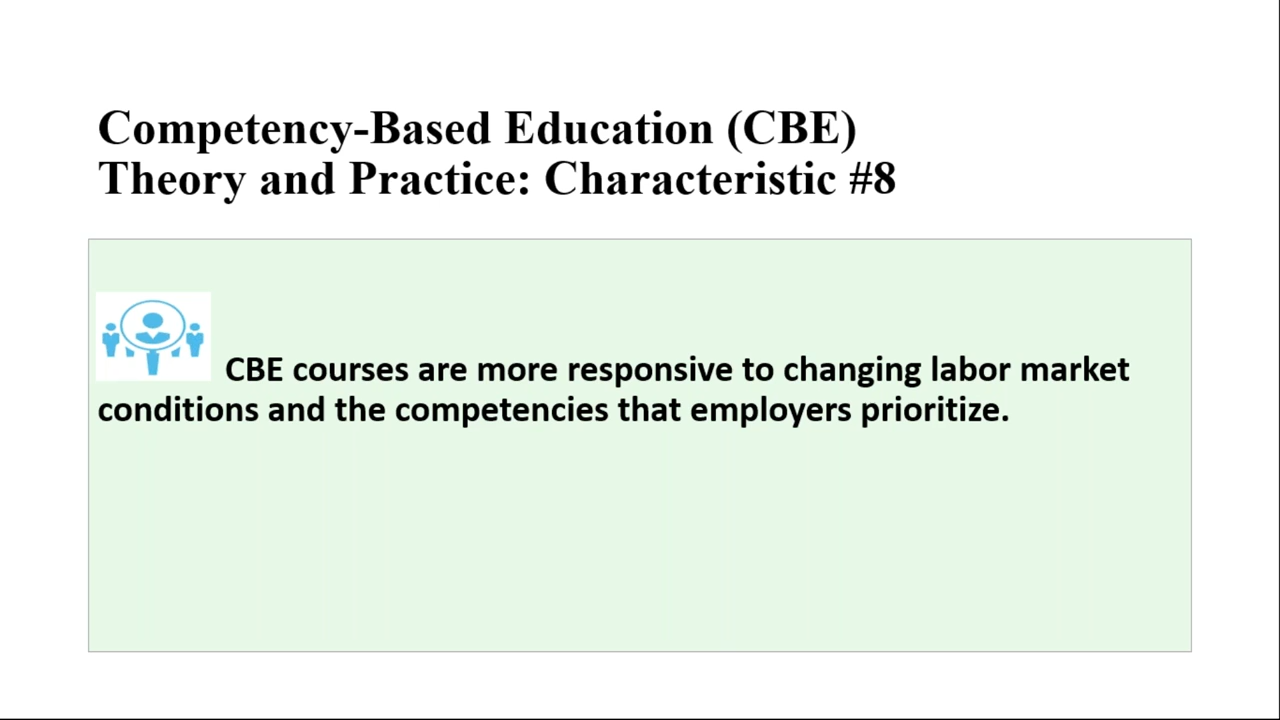 Competency-Based Education (CBE)
Theory and Practice: Characteristic #8
CBE courses are more responsive to changing labor market
conditions and the competencies that employers prioritize.